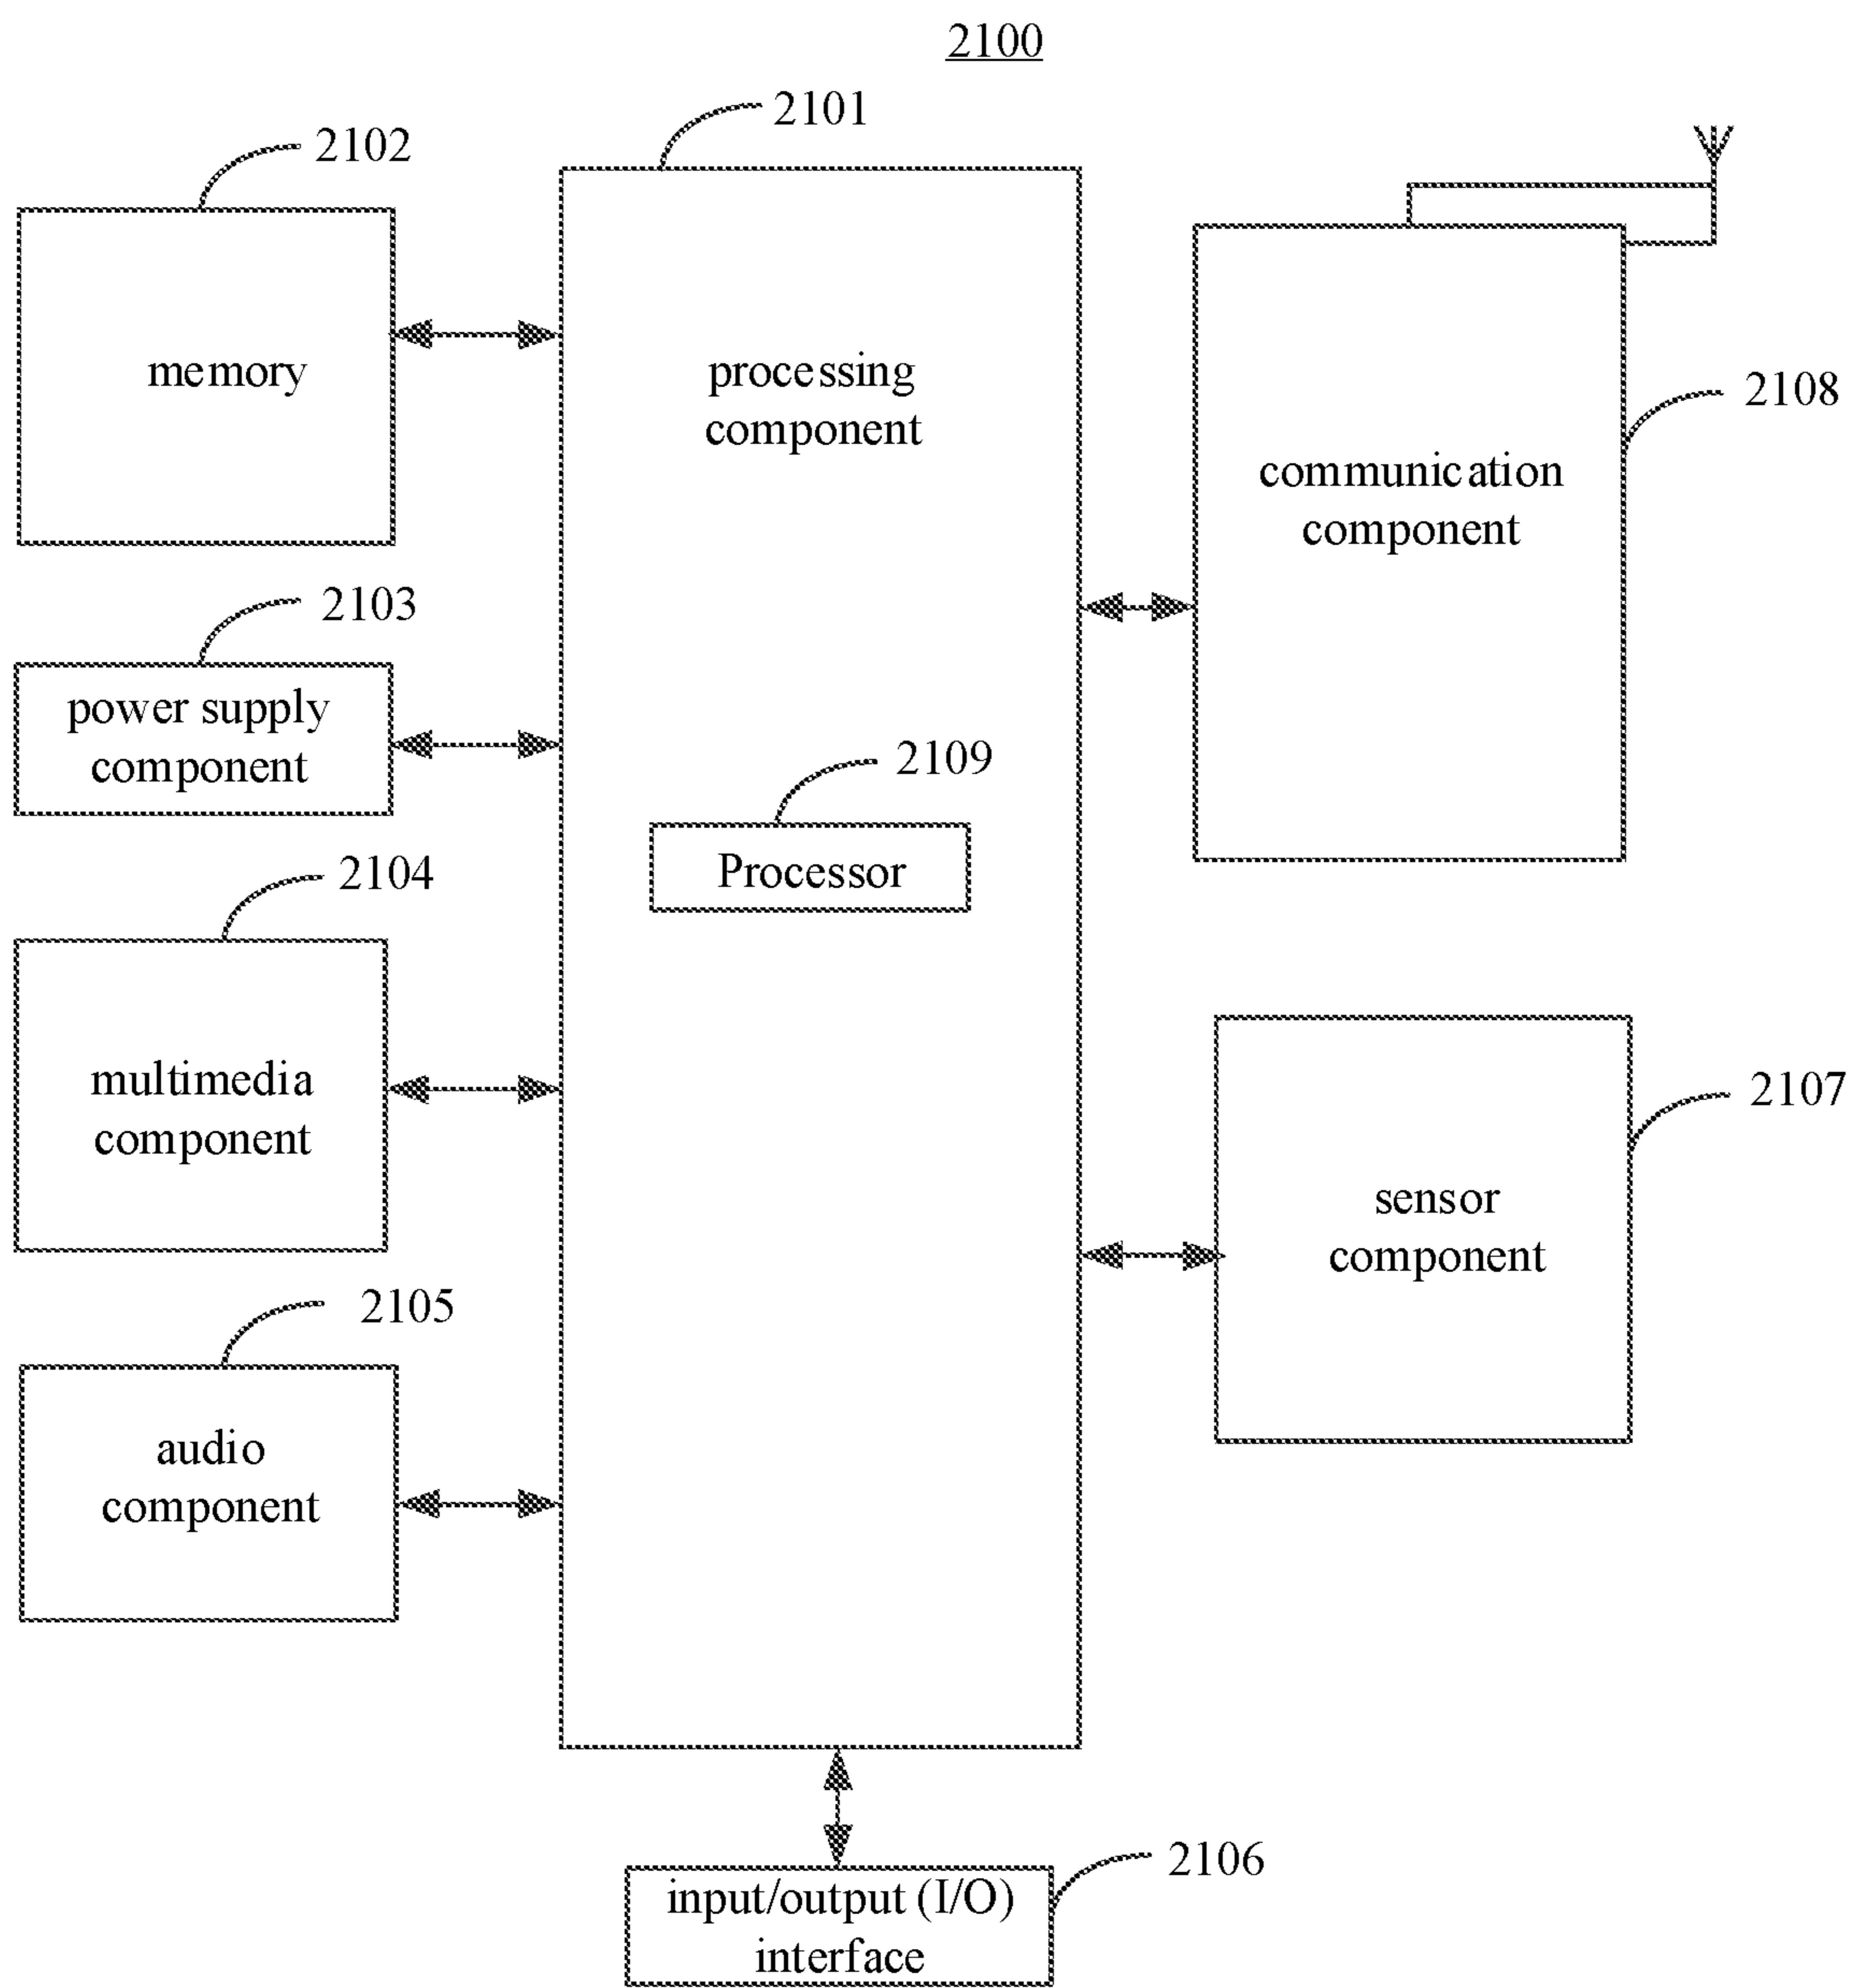 2100
2101
2102
memory
processing
component
2108
communication
component
2103
power supply
component
2109
Processor
2104
multimedia
component
2107
sensor
component
2105
audio
component
2106
input/output (I/O)
interface